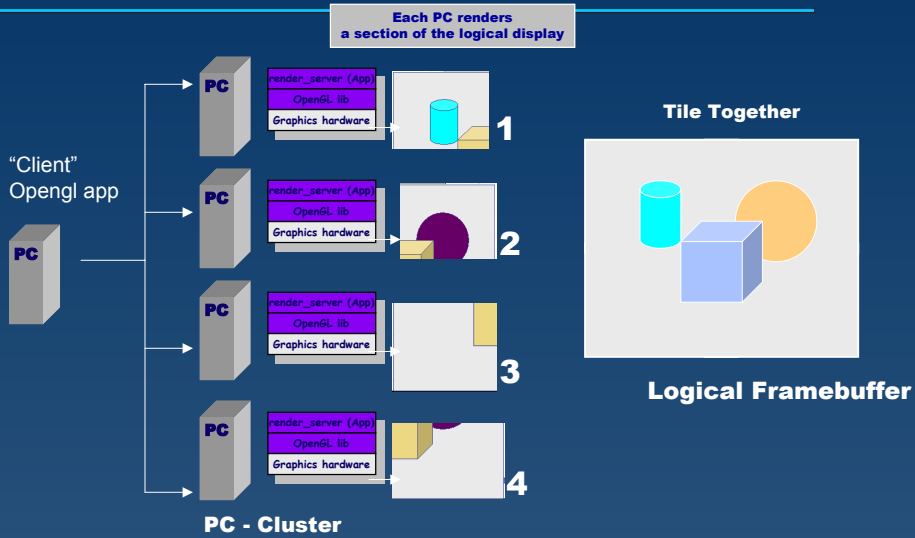 Each PC renders
a section of the logical display
PC
render_server (App)
OpenGL lib
Graphics hardware
1
Tile Together
“Client”
Opengl app
PC
PC
render_server (App)
OpenGL lib
Graphics hardware
2
PC
render_server (App)
OpenGL lib
Graphics hardware
3
Logical Framebuffer
PC
render_server (App)
OpenGL lib
Graphics hardware
4
PC - Cluster